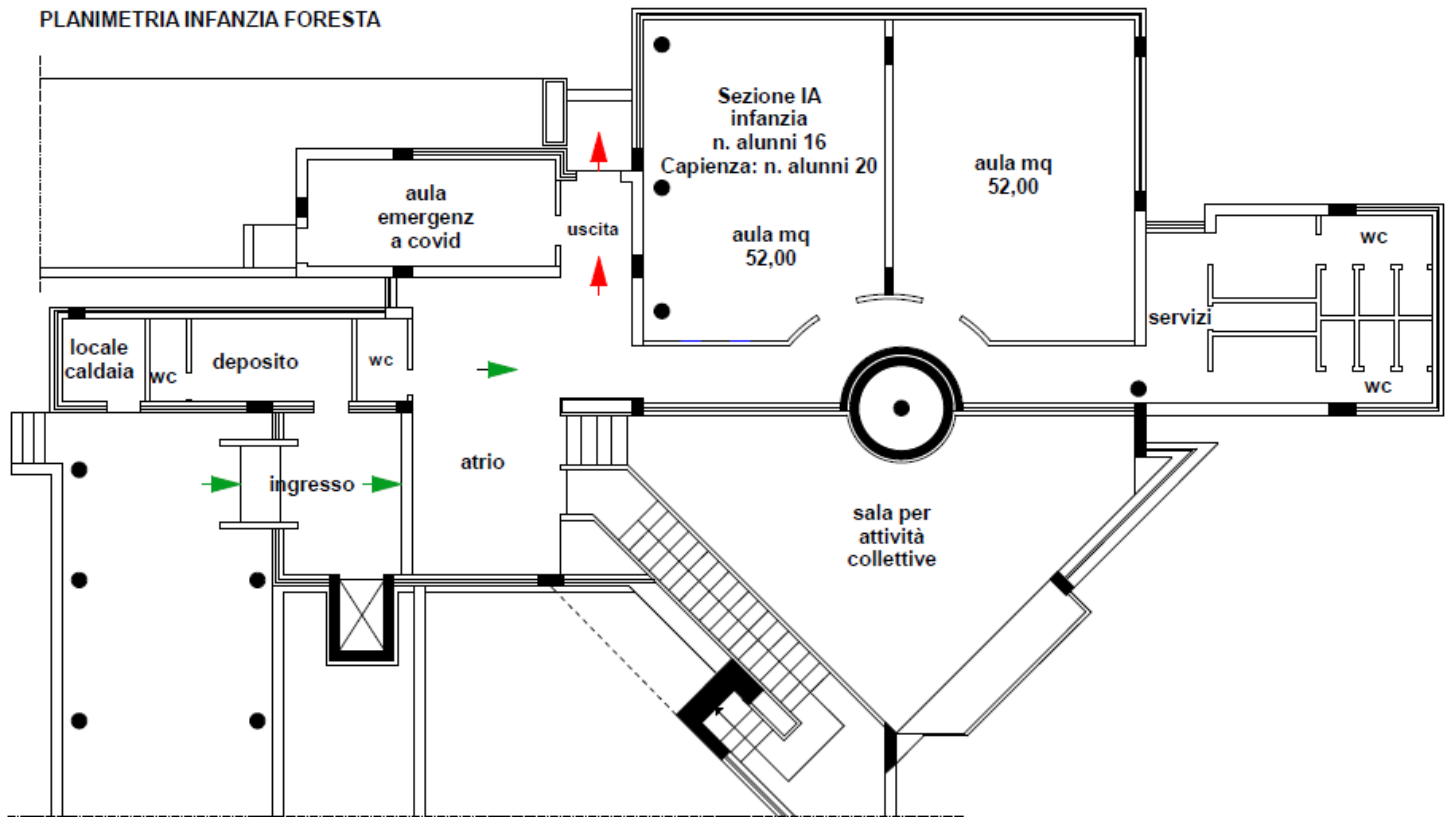 PLANIMETRIA INFANZIA FORESTA
Sezione IA
infanzia
n. alunni 16
Capienza: n. alunni 20
aula mq
52,00
aula mq
52,00
aula
emergenz
a covid
uscita
wc
servizi
wc
locale
caldaia
wc
deposito
wc
atrio
ingresso
sala per
attività
collettive